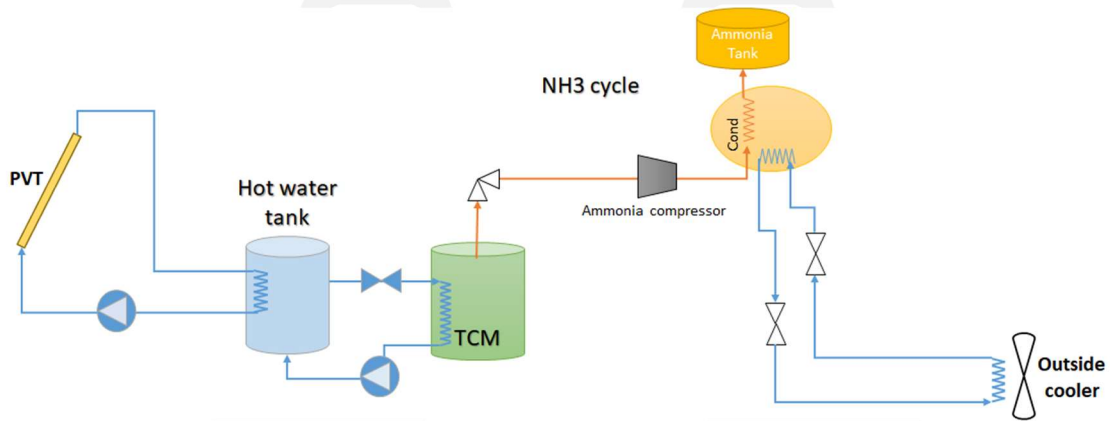 Ammonia
Tank
NH3 cycle
Cond
PVT
Hot water
tank
Ammonia compressor
TCM
Outside
cooler